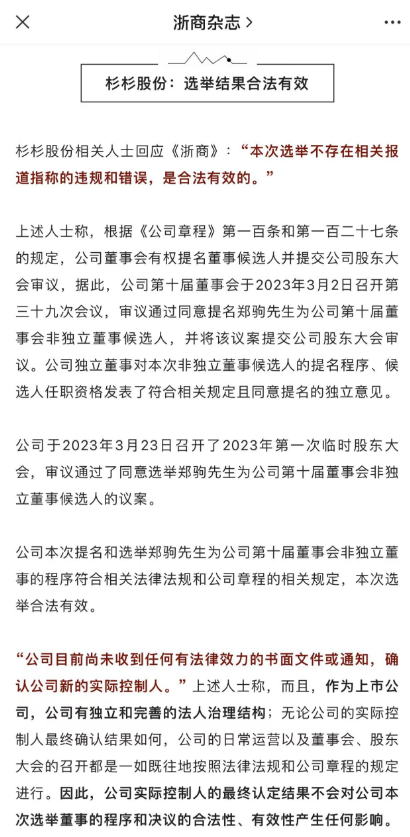 浙商杂志
杉杉股份：选举结果合法有效
杉杉股份相关人士回应《浙商》：“本次选举不存在相关报
道指称的违规和错误，是合法有效的。”
上述人士称，根据《公司章程》第一百条和第一百二十七条
的规定，公司董事会有权提名董事候选人并提交公司股东大
会审议，据此，公司第十届董事会于2023年3月2日召开第
三十九次会议，审议通过同意提名郑驹先生为公司第十届董
事会非独立董事候选人，并将该议案提交公司股东大会审
议。公司独立董事对本次非独立董事候选人的提名程序、候
选人任职资格发表了符合相关规定且同意提名的独立意见。
公司于2023年3月23日召开了2023年第一次临时股东大
会，审议通过了同意选举郑驹先生为公司第十届董事会非独
立董事候选人的议案。
公司本次提名和选举郑驹先生为公司第十届董事会非独立董
事的程序符合相关法律法规和公司章程的相关规定，本次选
举合法有效。
“公司目前尚未收到任何有法律效力的书面文件或通知，确
认公司新的实际控制人。”上述人士称，而且，作为上市公
司，公司有独立和完善的法人治理结构；无论公司的实际控
制人最终确认结果如何，公司的日常运营以及董事会、股东
大会的召开都是一如既往地按照法律法规和公司章程的规定
进行。因此，公司实际控制人的最终认定结果不会对公司本
次选举董事的程序和决议的合法性、有效性产生任何影响。